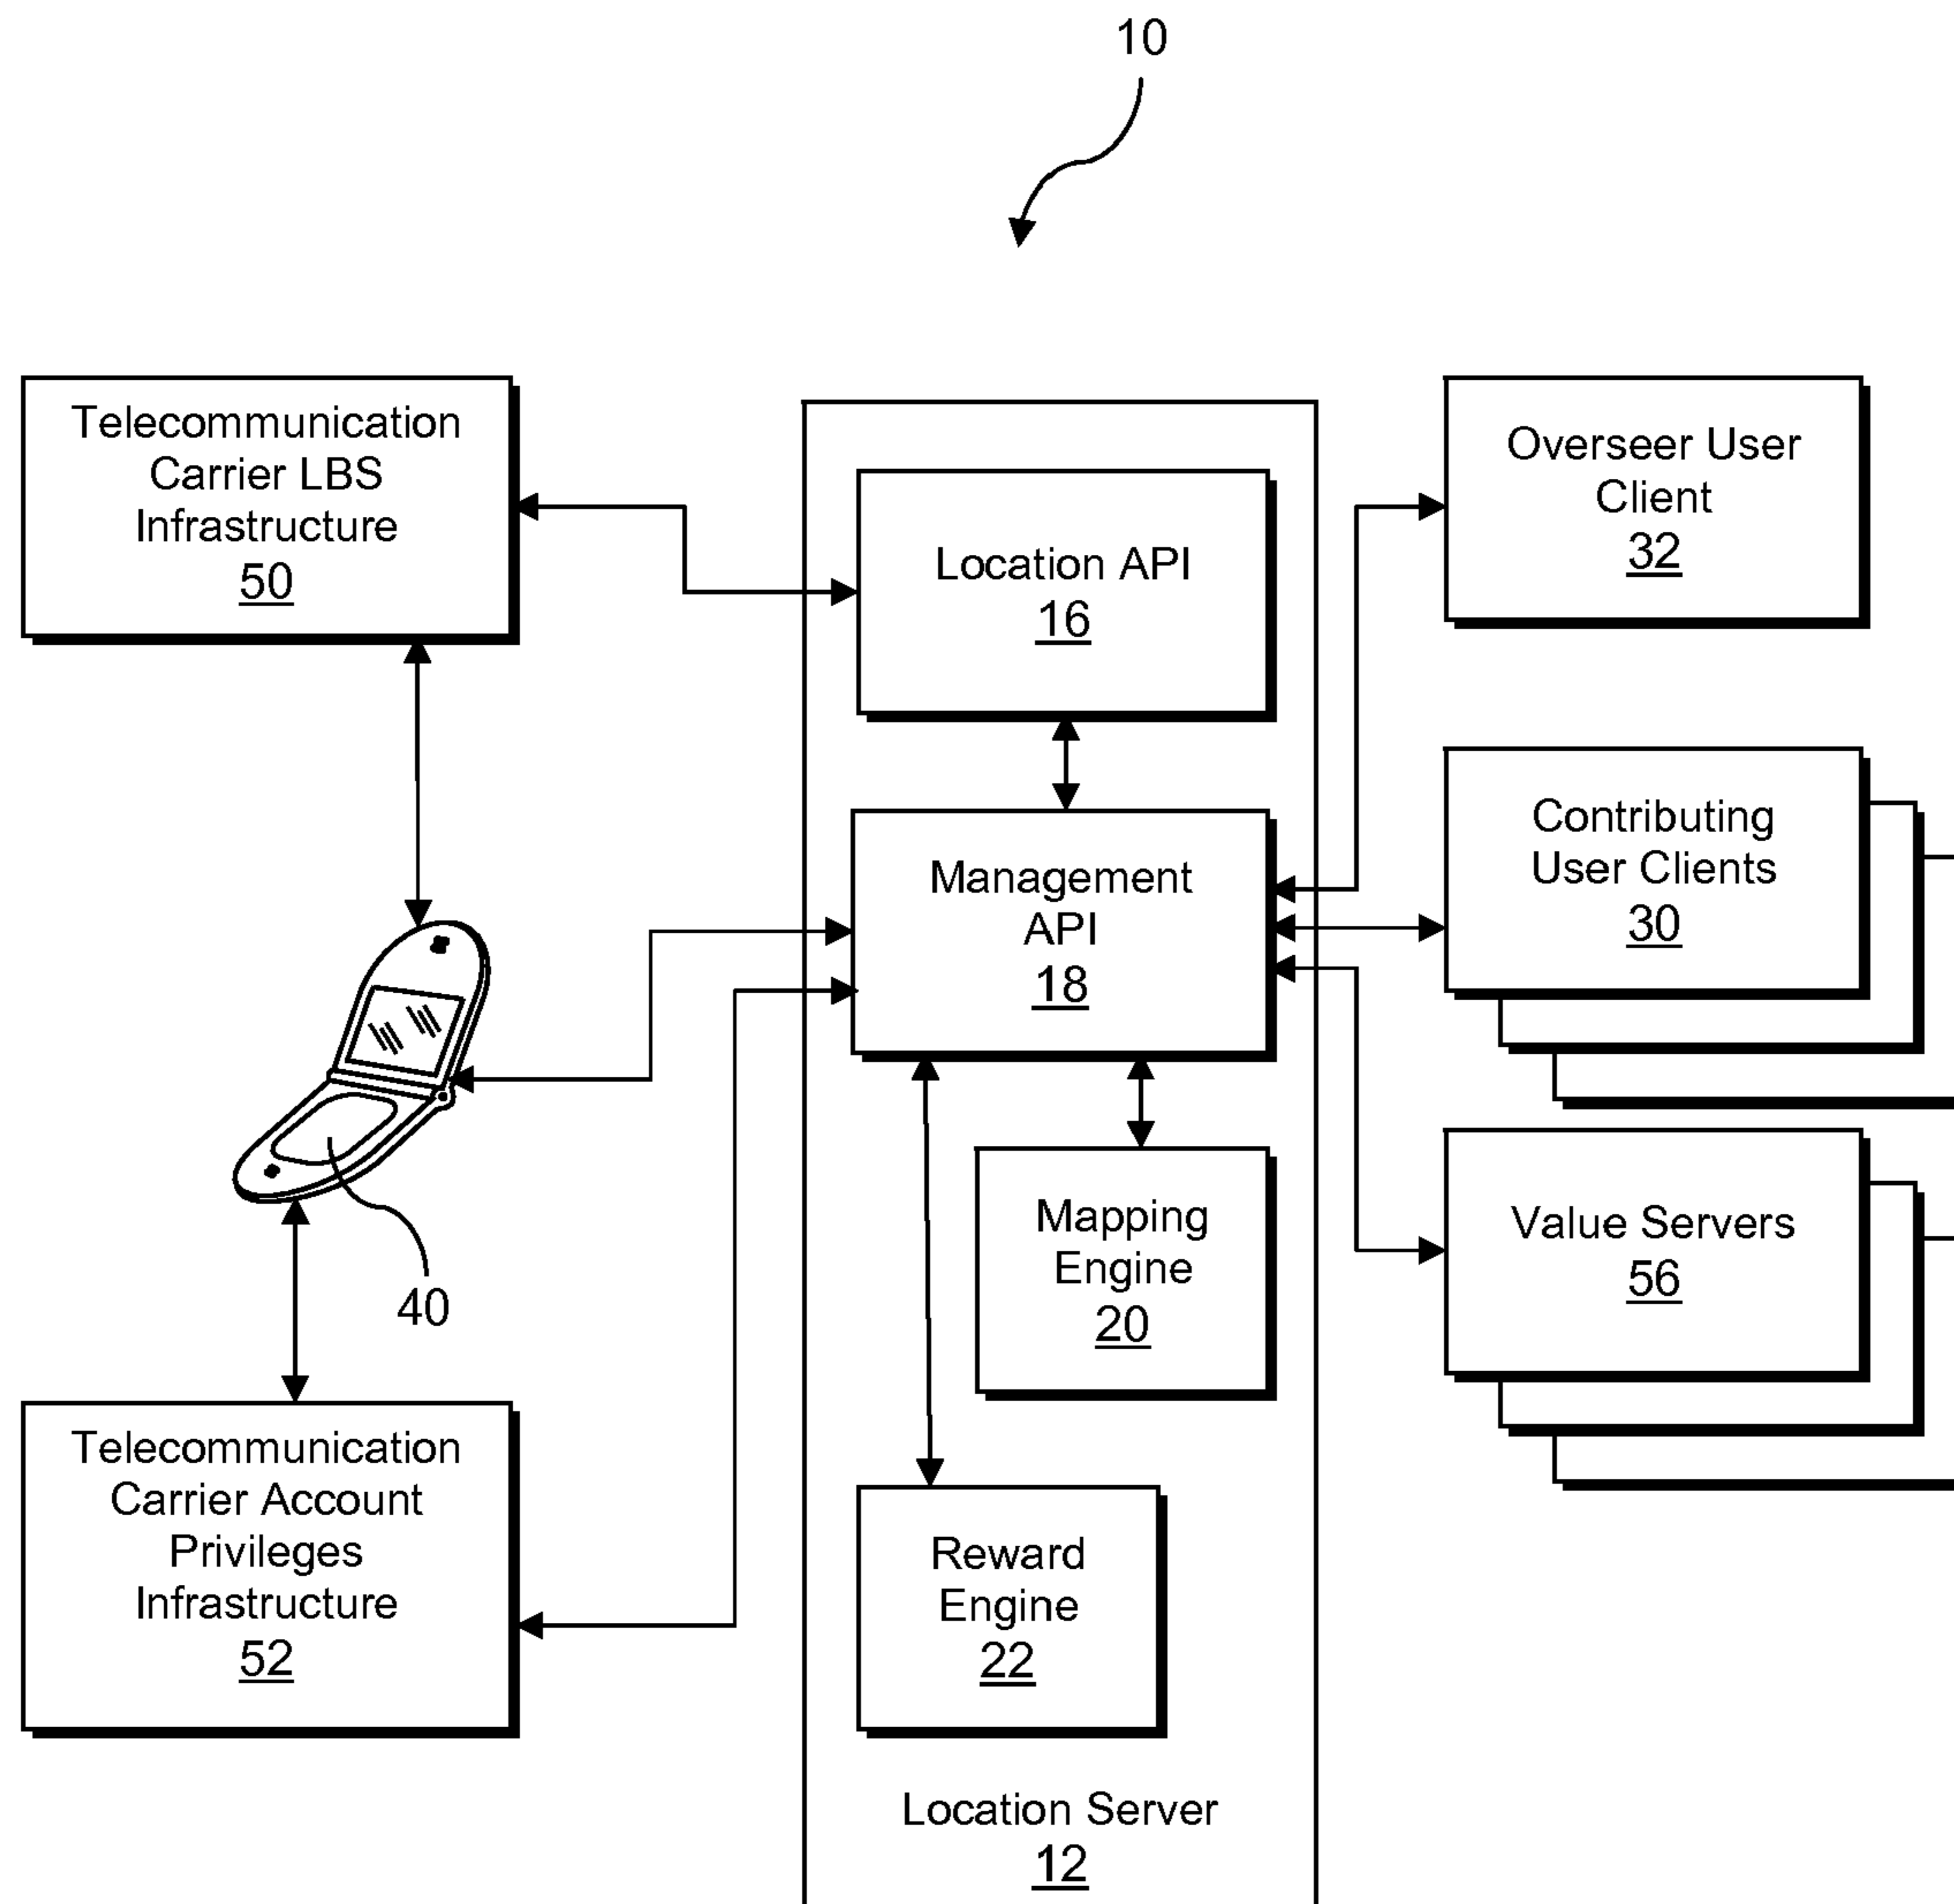 10
Telecommunication
Carrier LBS
Infrastructure
50
Location API
16
Overseer User
Client
32
Management
API
18
Contributing
User Clients
30
40
Mapping
Engine
20
Value Servers
56
Telecommunication
Carrier Account
Privileges
Infrastructure
52
Reward
Engine
22
Location Server
12